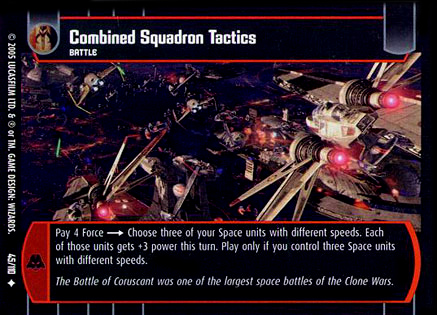 Combined Squadron Tactics
BATTLE
Pay 4 Force → Choose three of your Space units with different speeds. Each
of those units gets +3 power this turn. Play only if you control three Space units
with different speeds.
The Battle of Coruscant was one of the largest space battles of the Clone Wars.
© 2005 LUCASFILM LTD. & ® or TM. GAME DESIGN: WIZARDS.
45/110